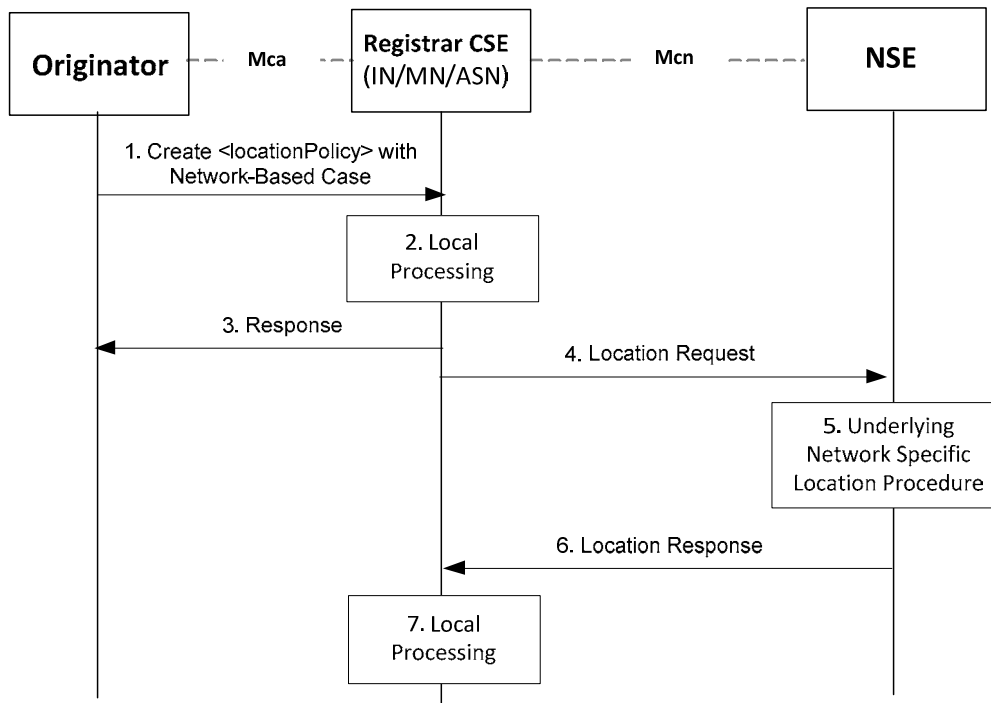 Originator
Mca
Registrar CSE
(IN/MN/ASN)
Mcn
NSE
1. Create <locationPolicy> with
Network-Based Case
2. Local
Processing
3. Response
4. Location Request
5. Underlying
Network Specific
Location Procedure
6. Location Response
7. Local
Processing